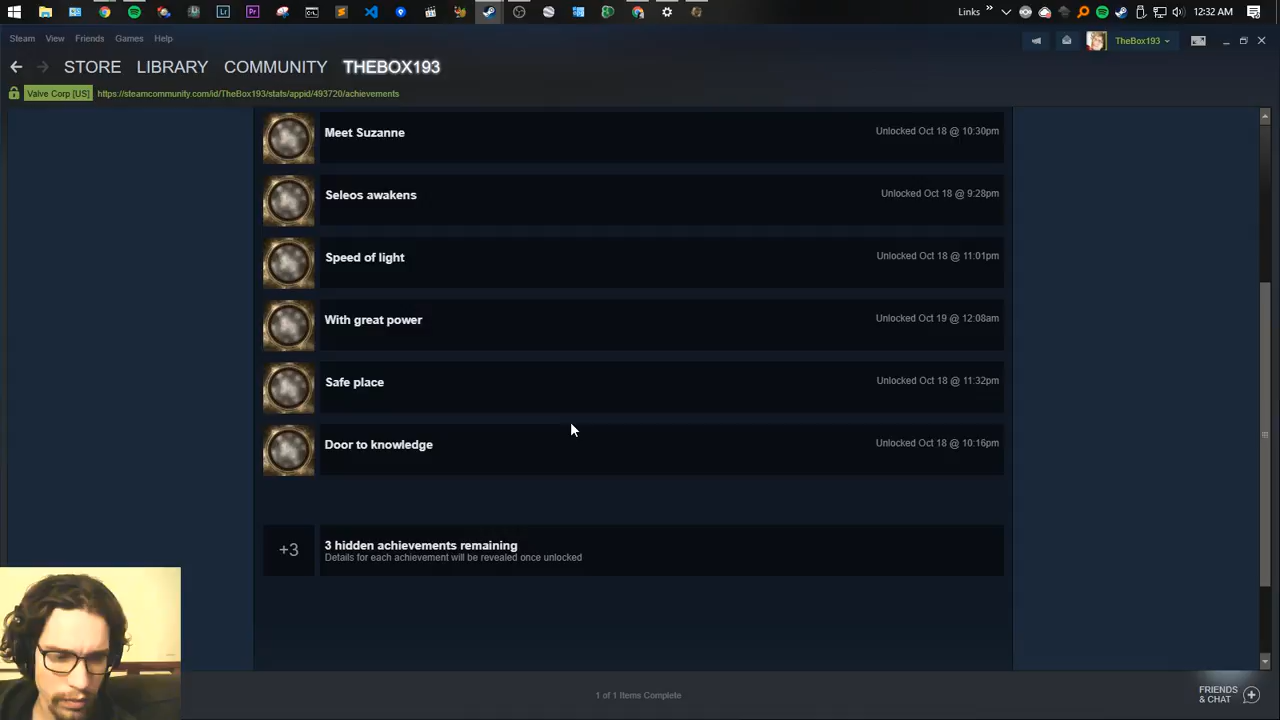 Links
12:32 AM
Steam View Friends Games Help
TheBox193
STORE LIBRARY COMMUNITY THEBOX193
Valve Corp [US] https://steamcommunity.com/id/TheBox193/stats/appid/493720/achievements
Meet Suzanne
Unlocked Oct 18 @ 10:30pm
Seleos awakens
Unlocked Oct 18 @ 9:28pm
Speed of light
Unlocked Oct 18 @ 11:01pm
With great power
Unlocked Oct 19 @ 12:08am
Safe place
Unlocked Oct 18 @ 11:32pm
Door to knowledge
Unlocked Oct 18 @ 10:16pm
+3
3 hidden achievements remaining
Details for each achievement will be revealed once unlocked
1 of 1 Items Complete
FRIENDS
& CHAT